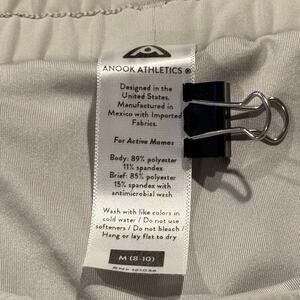 ANOOK ATHLETICS ®
Designed in the
United States.
Manufactured in
Mexico with Imported
Fabrics.
For Active Mamas
Body: 89% polyester
11% spandex
Brief: 85% polyester
15% spandex with
antimicrobial wash
Wash with like colors in
cold water / Do not use
softeners / Do not bleach /
Hang or lay flat to dry
M (8-10)